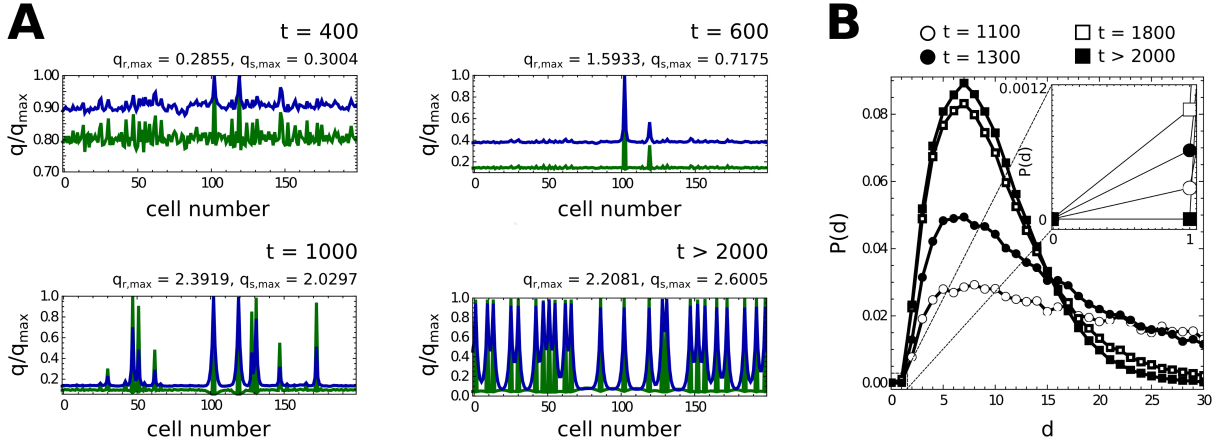 A
t = 400
q_r,max = 0.2855, q_s,max = 0.3004
q/q_max
1.00
0.90
0.80
0.70
0 50 100 150
cell number
t = 600
q_r,max = 1.5933, q_s,max = 0.7175
q/q_max
1.0
0.8
0.6
0.4
0.2
0 50 100 150
cell number
t = 1000
q_r,max = 2.3919, q_s,max = 2.0297
q/q_max
1.0
0.8
0.6
0.4
0.2
0 50 100 150
cell number
t > 2000
q_r,max = 2.2081, q_s,max = 2.6005
q/q_max
1.0
0.8
0.6
0.4
0.2
0.0
0 50 100 150
cell number
B
t = 1100
t = 1300
t = 1800
t > 2000
P(d)
0.08
0.06
0.04
0.02
0.00
0 5 10 15 20 25 30
d
0.0012
P(d)
0
0 1